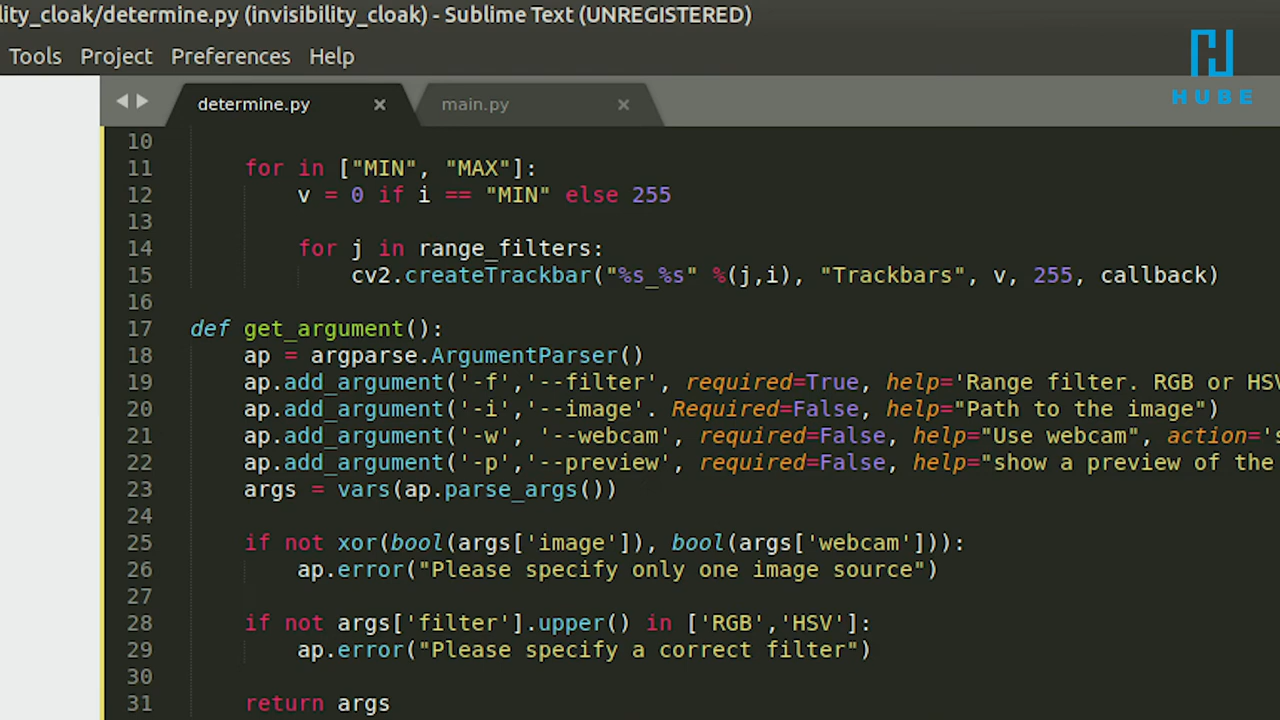 lity_cloak/determine.py (invisibility_cloak) - Sublime Text (UNREGISTERED)
Tools Project Preferences Help
HUBE
determine.py × main.py ×
10
11 for in ["MIN", "MAX"]:
12 v = 0 if i == "MIN" else 255
13
14 for j in range_filters:
15 cv2.createTrackbar("%s_%s" %(j,i), "Trackbars", v, 255, callback)
16
17 def get_argument():
18 ap = argparse.ArgumentParser()
19 ap.add_argument('-f','--filter', required=True, help='Range filter. RGB or HSV
20 ap.add_argument('-i','--image'. Required=False, help="Path to the image")
21 ap.add_argument('-w', '--webcam', required=False, help="Use webcam", action='s
22 ap.add_argument('-p','--preview', required=False, help="show a preview of the
23 args = vars(ap.parse_args())
24
25 if not xor(bool(args['image']), bool(args['webcam'])):
26 ap.error("Please specify only one image source")
27
28 if not args['filter'].upper() in ['RGB','HSV']:
29 ap.error("Please specify a correct filter")
30
31 return args